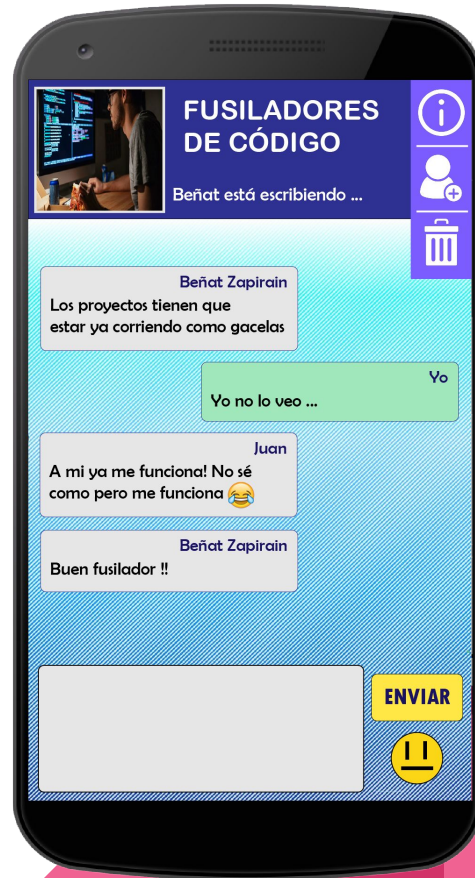 FUSILADORES
DE CÓDIGO
Beñat está escribiendo ...
Beñat Zapirain
Los proyectos tienen que
estar ya corriendo como gacelas
Yo
Yo no lo veo ...
Juan
A mi ya me funciona! No sé
como pero me funciona 😂
Beñat Zapirain
Buen fusilador !!
ENVIAR